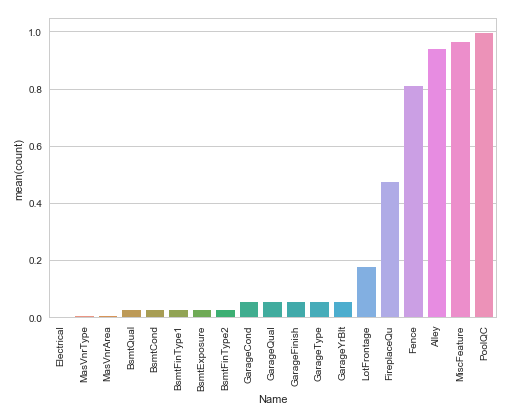 1.0
0.8
0.6
0.4
0.2
0.0
mean(count)
Electrical
MasVnrType
MasVnrArea
BsmtQual
BsmtCond
BsmtFinType1
BsmtExposure
BsmtFinType2
GarageCond
GarageQual
GarageFinish
GarageType
GarageYrBlt
LotFrontage
FireplaceQu
Fence
Alley
MiscFeature
PoolQC
Name